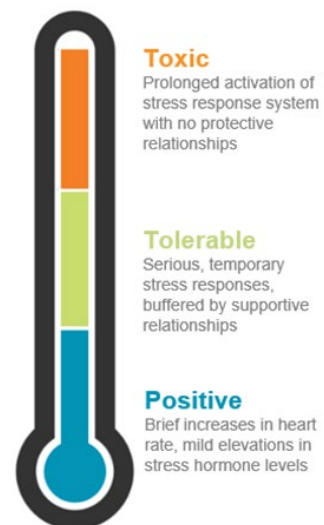 Toxic
Prolonged activation of
stress response system
with no protective
relationships
Tolerable
Serious, temporary
stress responses,
buffered by supportive
relationships
Positive
Brief increases in heart
rate, mild elevations in
stress hormone levels